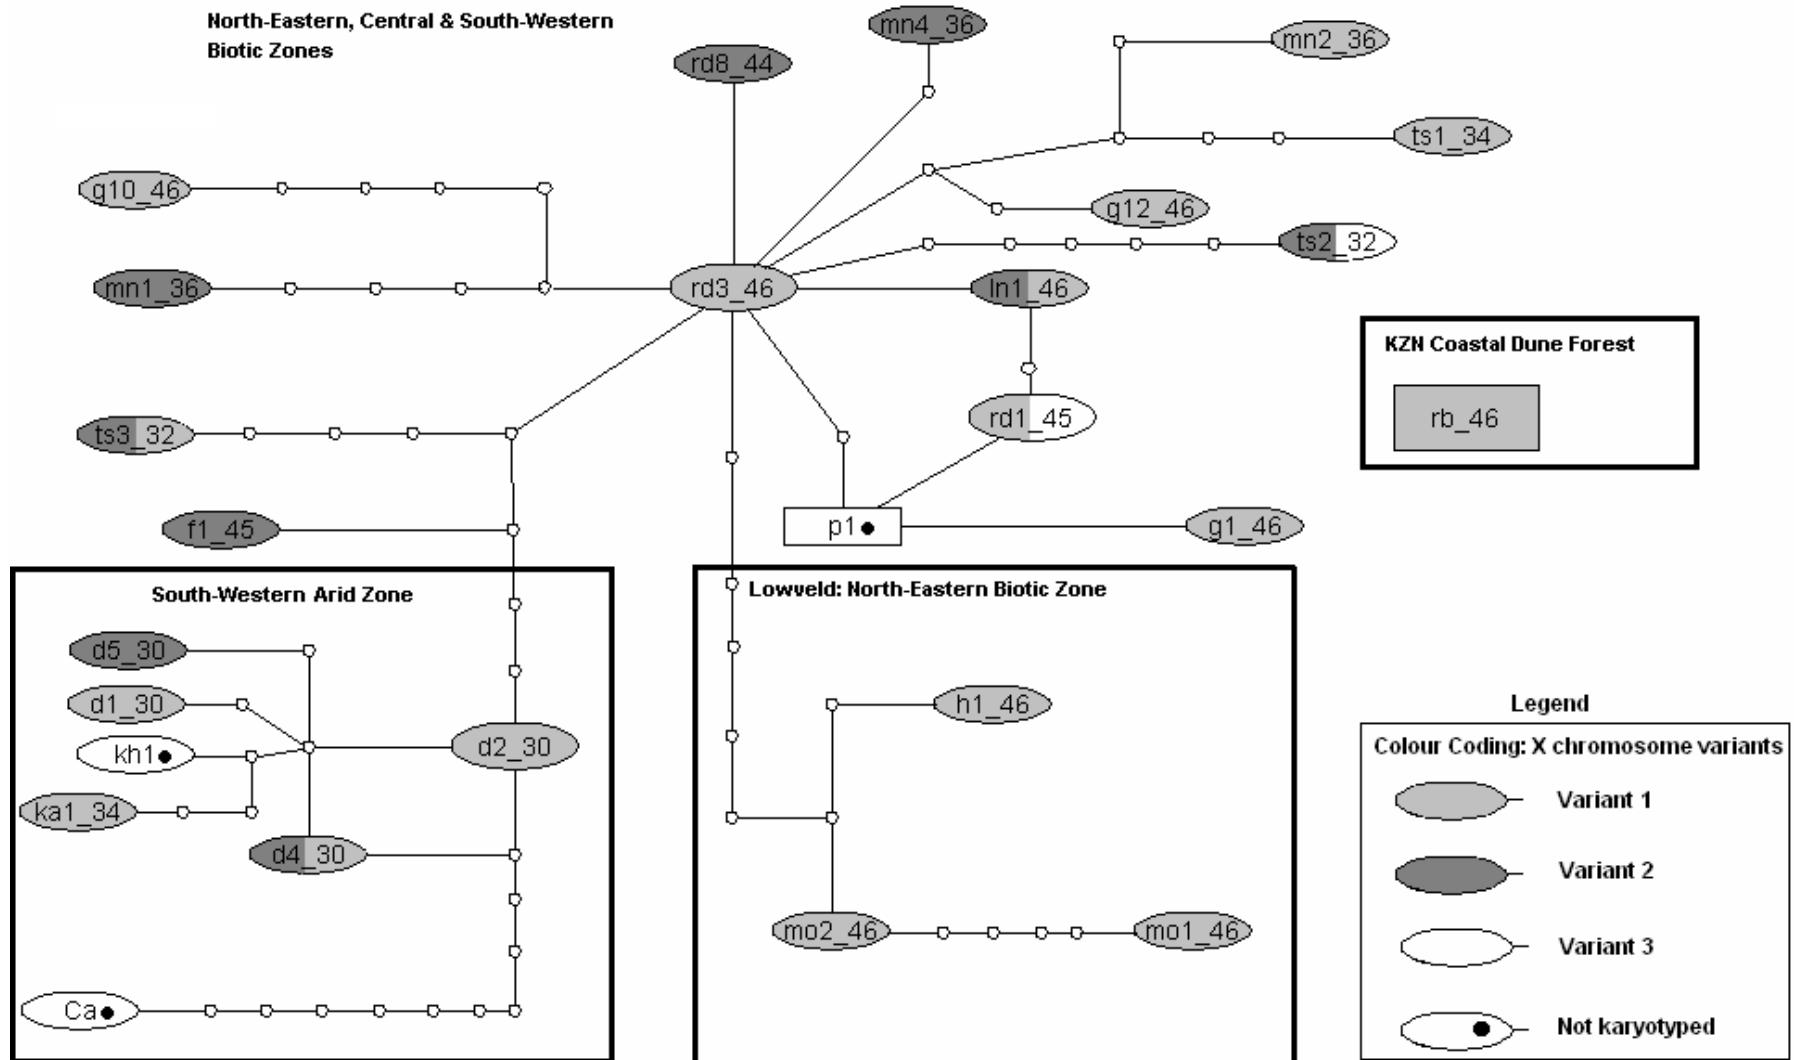 North-Eastern, Central & South-Western
Biotic Zones
mn4_36
mn2_36
rd8_44
ts1_34
g10_46
g12_46
ts2_32
mn1_36
rd3_46
ln1_46
KZN Coastal Dune Forest
rb_46
ts3_32
rd1_45
f1_45
p1
g1_46
South-Western Arid Zone
d5_30
d1_30
kh1
d2_30
ka1_34
d4_30
Ca
Lowveld: North-Eastern Biotic Zone
h1_46
mo2_46
mo1_46
Legend
Colour Coding: X chromosome variants
Variant 1
Variant 2
Variant 3
Not karyotyped